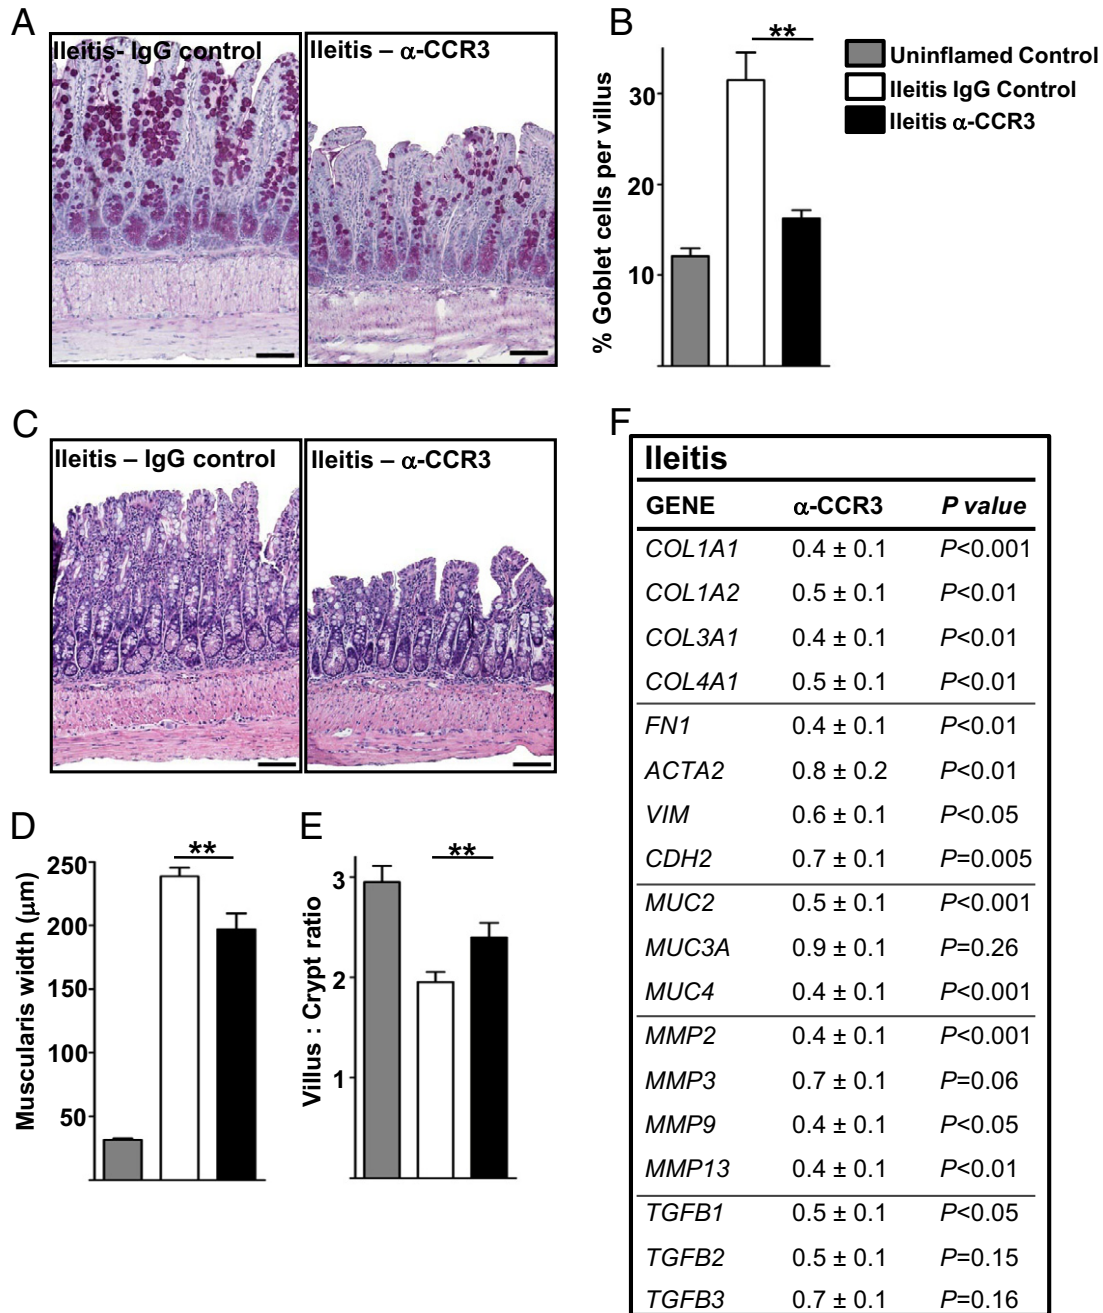 A
Ileitis- IgG control
Ileitis – α-CCR3
B
% Goblet cells per villus
30
20
10
**
Uninflamed Control
Ileitis IgG Control
Ileitis α-CCR3
C
Ileitis – IgG control
Ileitis – α-CCR3
D
Muscularis width (µm)
250
200
150
100
50
**
E
Villus : Crypt ratio
3
2
1
**
F
Ileitis
GENE α-CCR3 P value
COL1A1 0.4 ± 0.1 P<0.001
COL1A2 0.5 ± 0.1 P<0.01
COL3A1 0.4 ± 0.1 P<0.01
COL4A1 0.5 ± 0.1 P<0.01
FN1 0.4 ± 0.1 P<0.01
ACTA2 0.8 ± 0.2 P<0.01
VIM 0.6 ± 0.1 P<0.05
CDH2 0.7 ± 0.1 P=0.005
MUC2 0.5 ± 0.1 P<0.001
MUC3A 0.9 ± 0.1 P=0.26
MUC4 0.4 ± 0.1 P<0.001
MMP2 0.4 ± 0.1 P<0.001
MMP3 0.7 ± 0.1 P=0.06
MMP9 0.4 ± 0.1 P<0.05
MMP13 0.4 ± 0.1 P<0.01
TGFB1 0.5 ± 0.1 P<0.05
TGFB2 0.5 ± 0.1 P=0.15
TGFB3 0.7 ± 0.1 P=0.16